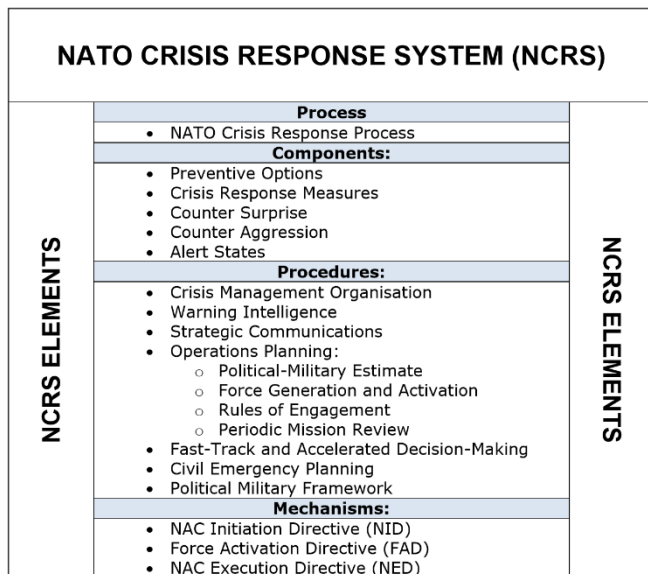 NATO CRISIS RESPONSE SYSTEM (NCRS)
NCRS ELEMENTS
Process
• NATO Crisis Response Process
Components:
• Preventive Options
• Crisis Response Measures
• Counter Surprise
• Counter Aggression
• Alert States
Procedures:
• Crisis Management Organisation
• Warning Intelligence
• Strategic Communications
• Operations Planning:
o Political-Military Estimate
o Force Generation and Activation
o Rules of Engagement
o Periodic Mission Review
• Fast-Track and Accelerated Decision-Making
• Civil Emergency Planning
• Political Military Framework
Mechanisms:
• NAC Initiation Directive (NID)
• Force Activation Directive (FAD)
• NAC Execution Directive (NED)
NCRS ELEMENTS